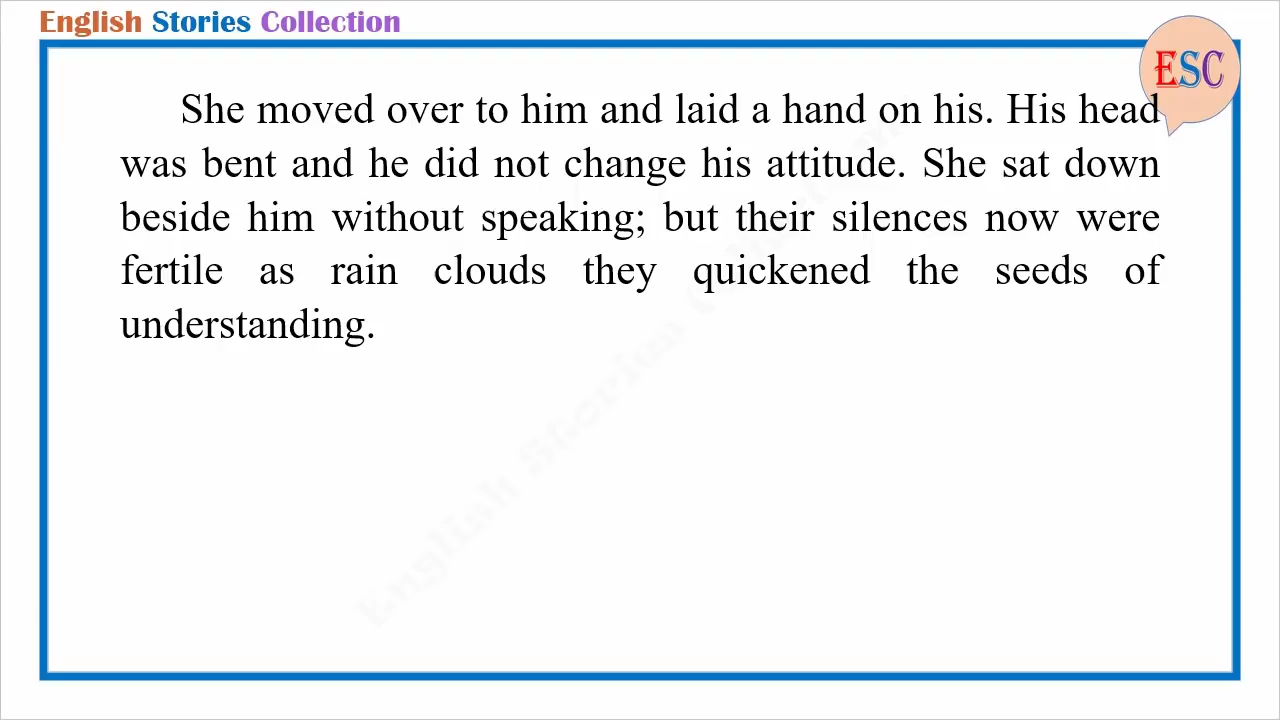 English Stories Collection
ESC
She moved over to him and laid a hand on his. His head
was bent and he did not change his attitude. She sat down
beside him without speaking; but their silences now were
fertile as rain clouds they quickened the seeds of
understanding.
English Stories